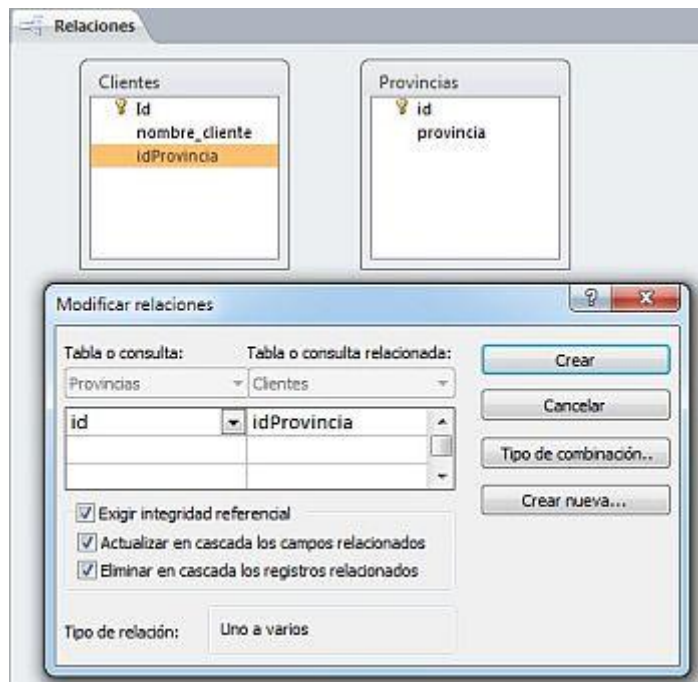 Relaciones
Clientes
Id
nombre_cliente
idProvincia
Provincias
id
provincia
Modificar relaciones
?
Tabla o consulta: Tabla o consulta relacionada:
Provincias Clientes
id idProvincia
Exigir integridad referencial
Actualizar en cascada los campos relacionados
Eliminar en cascada los registros relacionados
Tipo de relación: Uno a varios
Crear
Cancelar
Tipo de combinación..
Crear nueva...